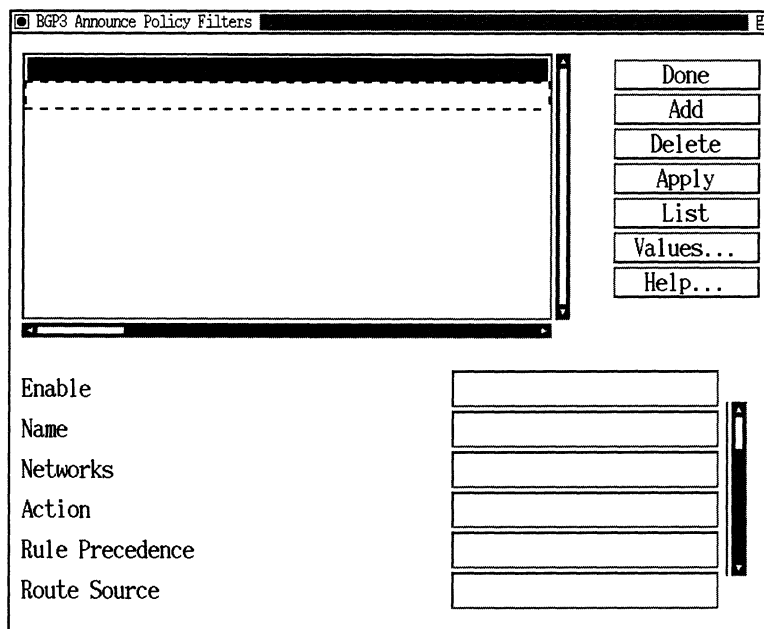 BGP3 Announce Policy Filters
Done
Add
Delete
Apply
List
Values...
Help...
Enable
Name
Networks
Action
Rule Precedence
Route Source